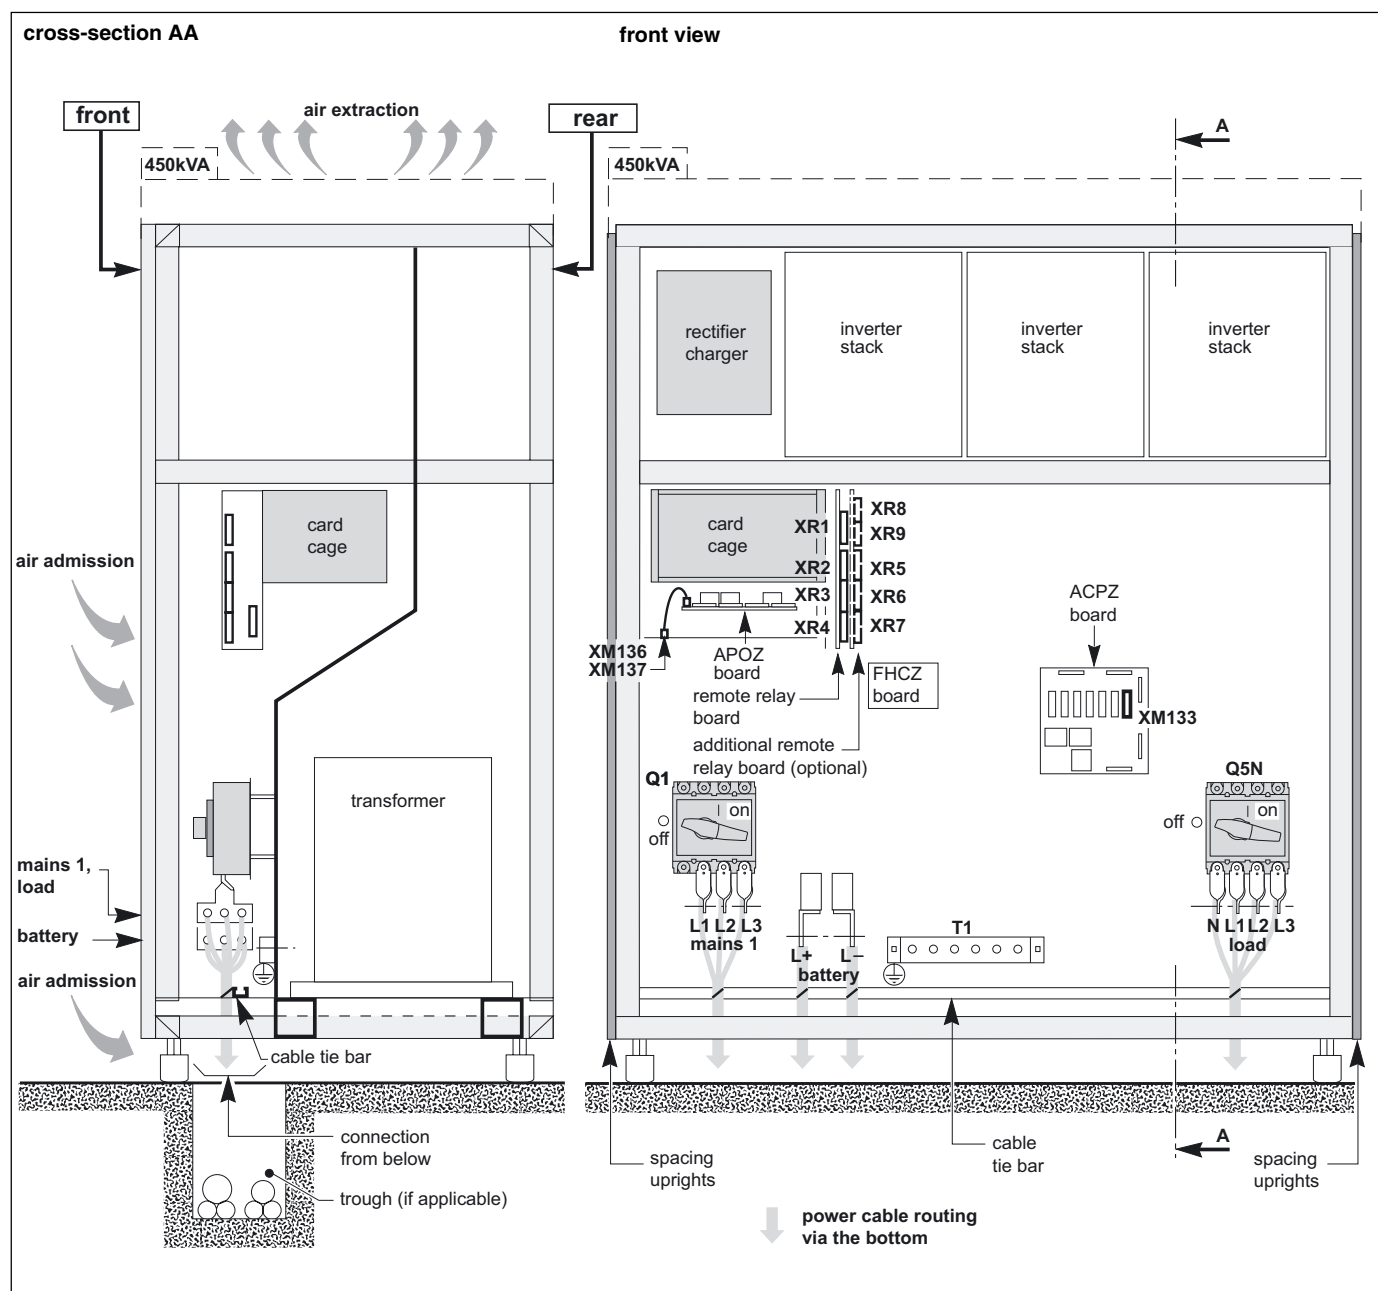 cross-section AA
front view
front
air extraction
rear
A
450kVA
450kVA
rectifier
charger
inverter
stack
inverter
stack
inverter
stack
card
cage
card
cage
XR1
XR8
XR9
air admission
XR2
XR5
XR3
XR6
XR4
XR7
ACPZ
board
XM136
XM137
APOZ
board
remote relay
board
FHCZ
board
XM133
additional remote
relay board (optional)
Q1
Q5N
transformer
on
off
on
off
mains 1,
load
battery
L1 L2 L3
mains 1
T1
N L1 L2 L3
load
L+
L–
battery
air admission
cable tie bar
connection
from below
trough (if applicable)
cable
tie bar
A
spacing
uprights
spacing
uprights
power cable routing
via the bottom